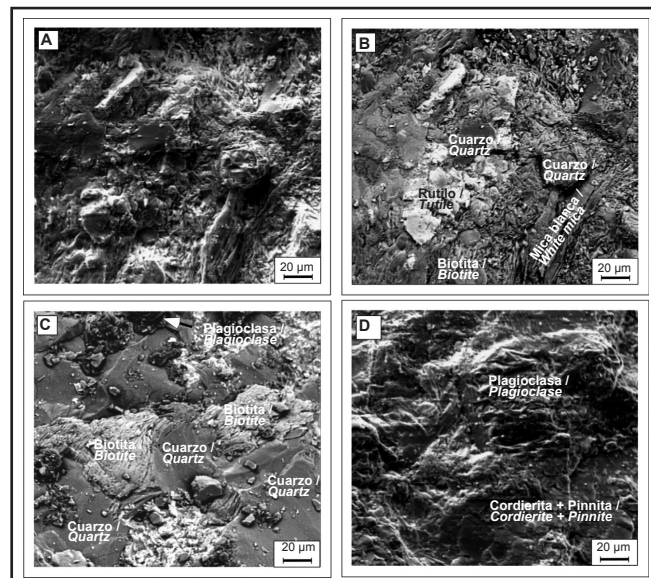 A
20 µm
B
Cuarzo /
Quartz
Cuarzo /
Quartz
Rutilo /
Tutile
Mica blanca /
White mica
Biotita /
Biotite
20 µm
C
Plagioclasa /
Plagioclase
Biotita /
Biotite
Biotita
Biotite
Cuarzo /
Quartz
Cuarzo /
Quartz
Cuarzo /
Quartz
20 µm
D
Plagioclasa /
Plagioclase
Cordierita + Pinnita /
Cordierite + Pinnite
20 µm